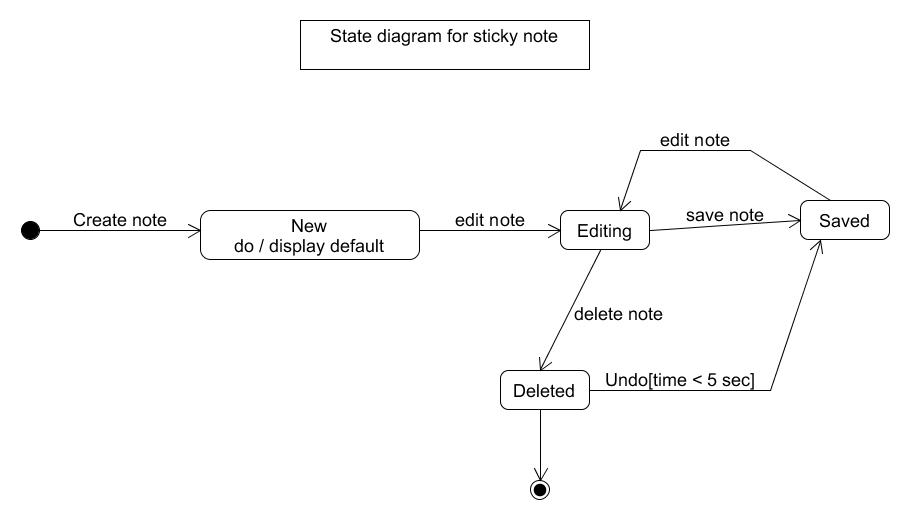 State diagram for sticky note
edit note
Create note
New
do / display default
edit note
Editing
save note
Saved
delete note
Deleted
Undo[time < 5 sec]